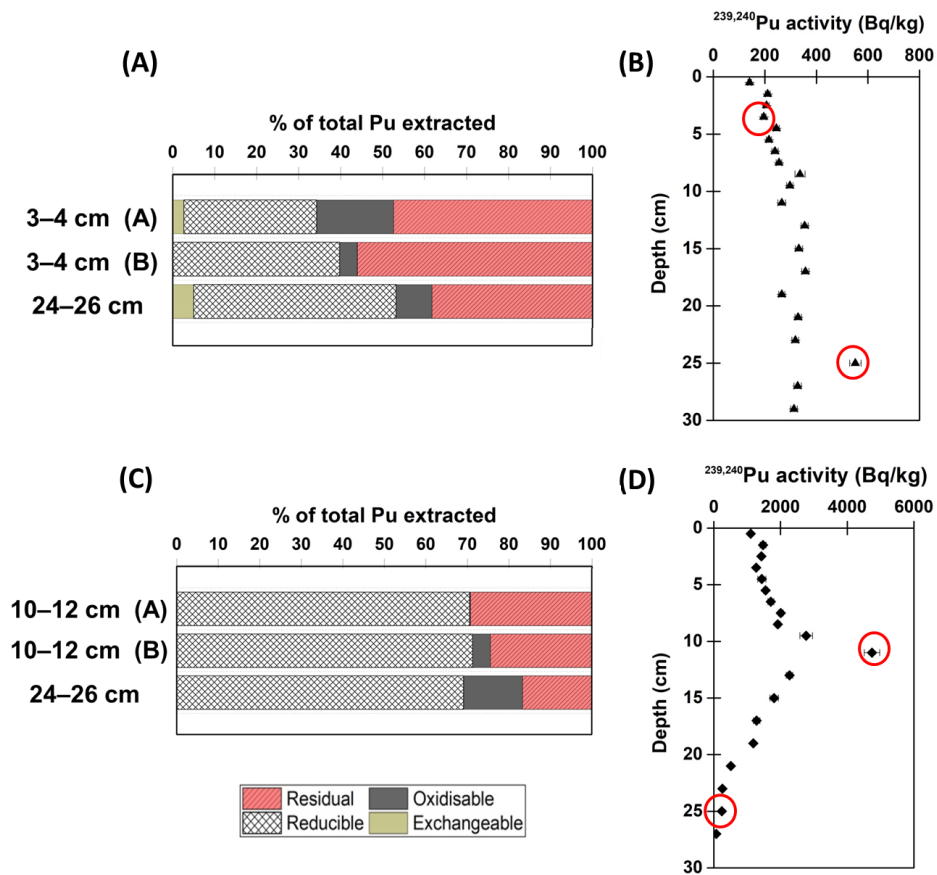 (A)
% of total Pu extracted
0 10 20 30 40 50 60 70 80 90 100
3–4 cm (A)
3–4 cm (B)
24–26 cm
(B)
239,240Pu activity (Bq/kg)
0 200 400 600 800
Depth (cm)
0
5
10
15
20
25
30
(C)
% of total Pu extracted
0 10 20 30 40 50 60 70 80 90 100
10–12 cm (A)
10–12 cm (B)
24–26 cm
Residual Oxidisable
Reducible Exchangeable
(D)
239,240Pu activity (Bq/kg)
0 2000 4000 6000
Depth (cm)
0
5
10
15
20
25
30